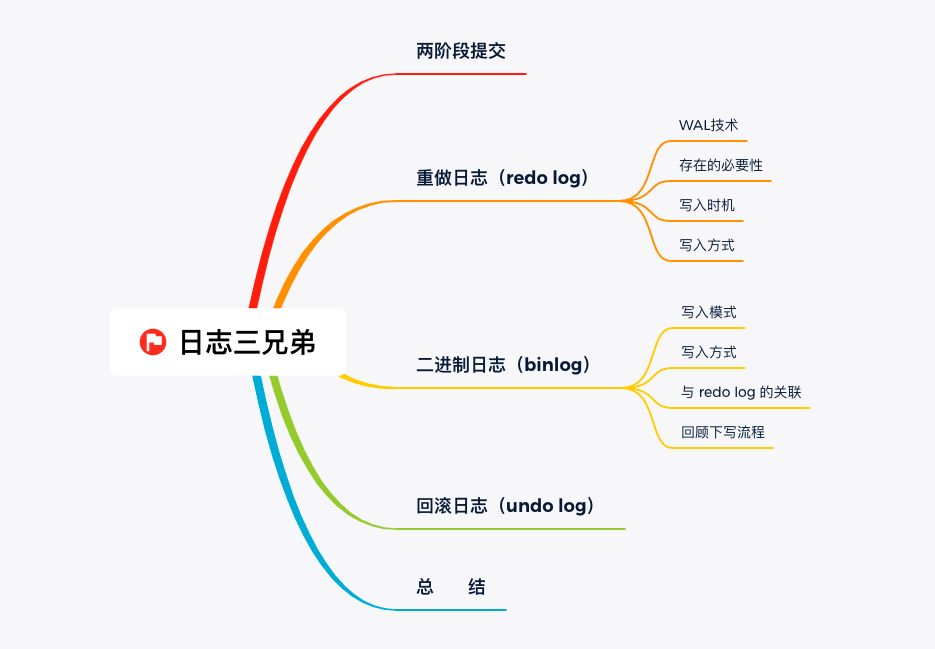 日志三兄弟
两阶段提交
重做日志（redo log）
WAL技术
存在的必要性
写入时机
写入方式
二进制日志（binlog）
写入模式
写入方式
与 redo log 的关联
回顾下写流程
回滚日志（undo log）
总 结